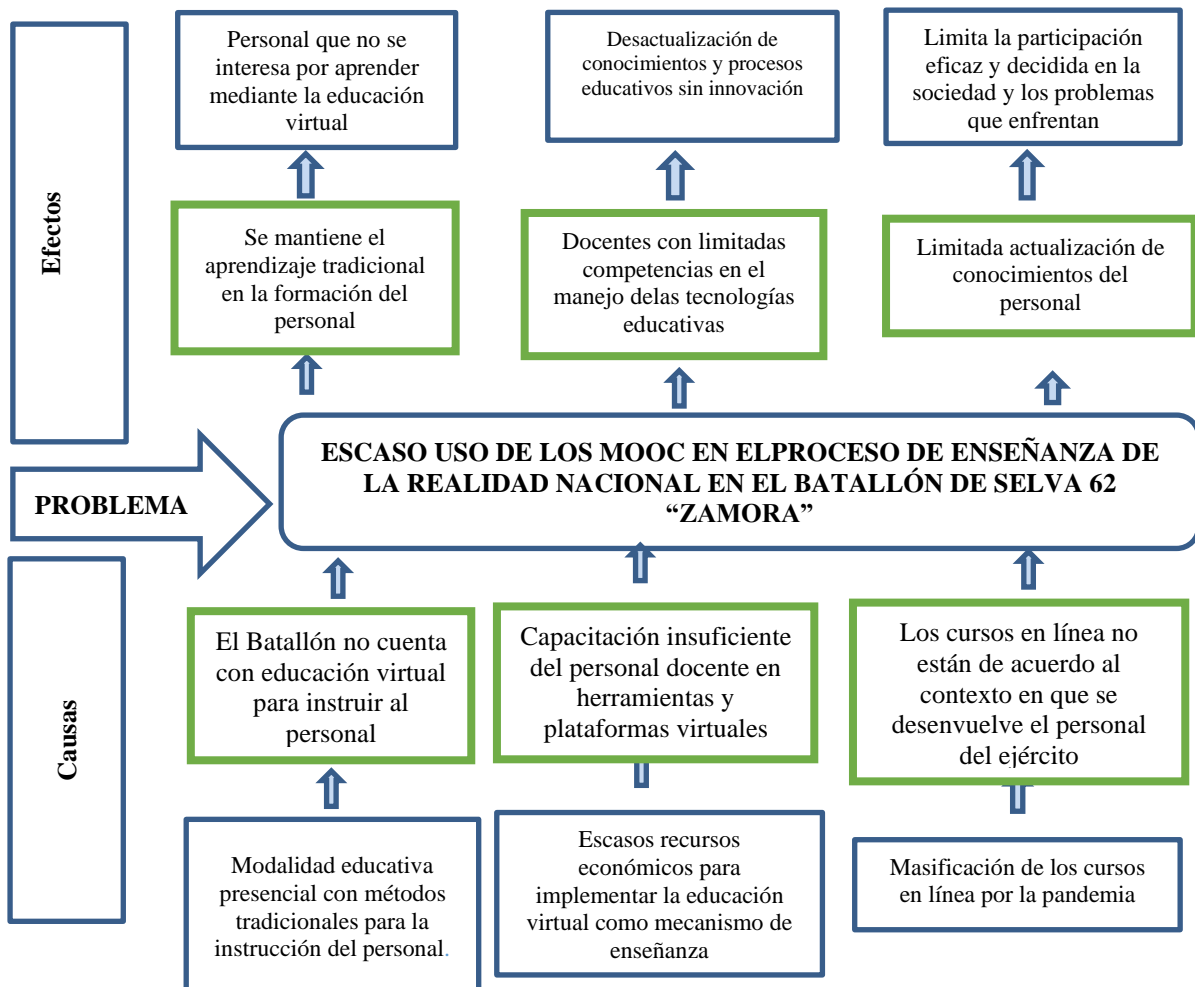 Efectos
Personal que no se
interesa por aprender
mediante la educación
virtual
Desactualización de
conocimientos y procesos
educativos sin innovación
Limita la participación
eficaz y decidida en la
sociedad y los problemas
que enfrentan
Se mantiene el
aprendizaje tradicional
en la formación del
personal
Docentes con limitadas
competencias en el
manejo delas tecnologías
educativas
Limitada actualización de
conocimientos del
personal
PROBLEMA
ESCASO USO DE LOS MOOC EN ELPROCESO DE ENSEÑANZA DE
LA REALIDAD NACIONAL EN EL BATALLÓN DE SELVA 62
“ZAMORA”
Causas
El Batallón no cuenta
con educación virtual
para instruir al
personal
Capacitación insuficiente
del personal docente en
herramientas y
plataformas virtuales
Los cursos en línea no
están de acuerdo al
contexto en que se
desenvuelve el personal
del ejército
Modalidad educativa
presencial con métodos
tradicionales para la
instrucción del personal.
Escasos recursos
económicos para
implementar la educación
virtual como mecanismo de
enseñanza
Masificación de los cursos
en línea por la pandemia